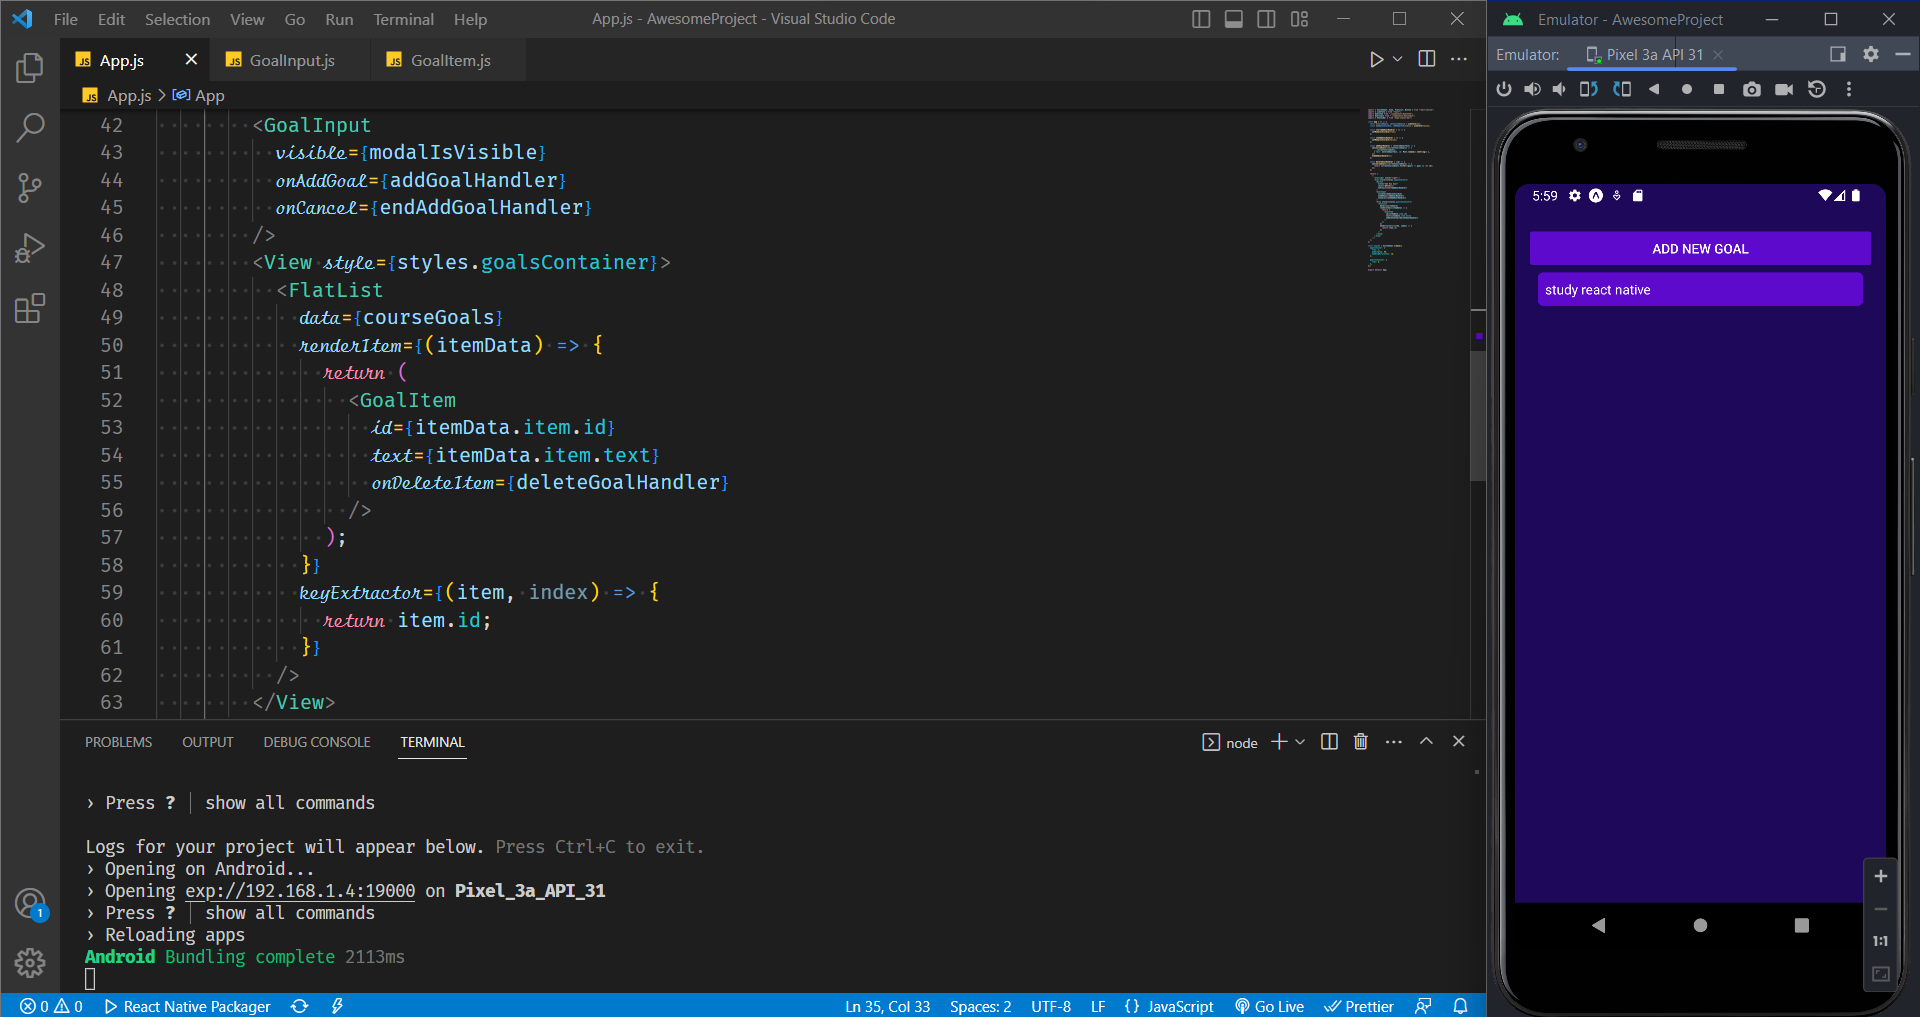 File Edit Selection View Go Run Terminal Help App.js - AwesomeProject - Visual Studio Code
App.js GoalInput.js GoalItem.js
App.js > App
42 <GoalInput
43 visible={modalIsVisible}
44 onAddGoal={addGoalHandler}
45 onCancel={endAddGoalHandler}
46 />
47 <View style={styles.goalsContainer}>
48 <FlatList
49 data={courseGoals}
50 renderItem={(itemData) => {
51 return (
52 <GoalItem
53 id={itemData.item.id}
54 text={itemData.item.text}
55 onDeleteItem={deleteGoalHandler}
56 />
57 );
58 }}
59 keyExtractor={(item, index) => {
60 return item.id;
61 }}
62 />
63 </View>
PROBLEMS OUTPUT DEBUG CONSOLE TERMINAL
node
› Press ? │ show all commands
Logs for your project will appear below. Press Ctrl+C to exit.
› Opening on Android...
› Opening exp://192.168.1.4:19000 on Pixel_3a_API_31
› Press ? │ show all commands
› Reloading apps
Android Bundling complete 2113ms
1
0 0 React Native Packager Ln 35, Col 33 Spaces: 2 UTF-8 LF {} JavaScript Go Live Prettier
Emulator - AwesomeProject
Emulator: Pixel 3a API 31
5:59
ADD NEW GOAL
study react native
1:1